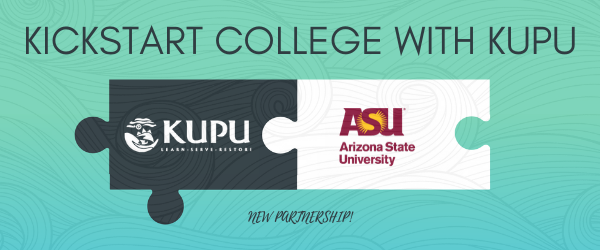 KICKSTART COLLEGE WITH KUPU
KUPU
LEARN·SERVE·RESTORE
ASU
Arizona State
University
NEW PARTNERSHIP!